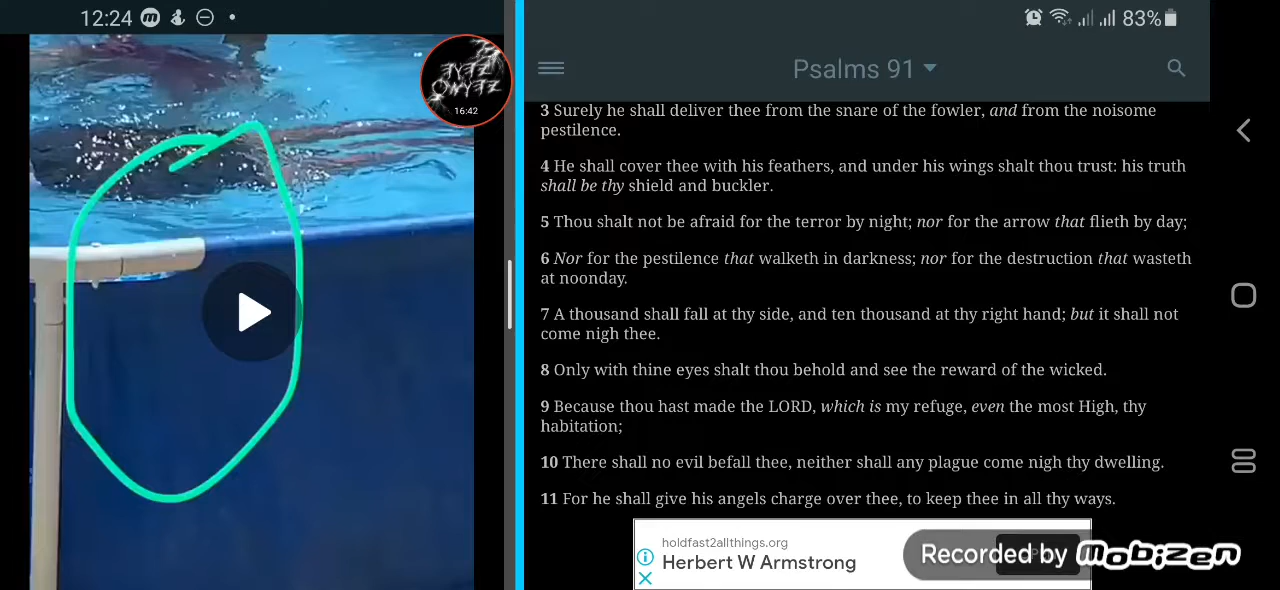 12:24
83%
16:42
Psalms 91
3 Surely he shall deliver thee from the snare of the fowler, and from the noisome
pestilence.
4 He shall cover thee with his feathers, and under his wings shalt thou trust: his truth
shall be thy shield and buckler.
5 Thou shalt not be afraid for the terror by night; nor for the arrow that flieth by day;
6 Nor for the pestilence that walketh in darkness; nor for the destruction that wasteth
at noonday.
7 A thousand shall fall at thy side, and ten thousand at thy right hand; but it shall not
come nigh thee.
8 Only with thine eyes shalt thou behold and see the reward of the wicked.
9 Because thou hast made the LORD, which is my refuge, even the most High, thy
habitation;
10 There shall no evil befall thee, neither shall any plague come nigh thy dwelling.
11 For he shall give his angels charge over thee, to keep thee in all thy ways.
holdfast2allthings.org
Herbert W Armstrong
Recorded by Mobizen